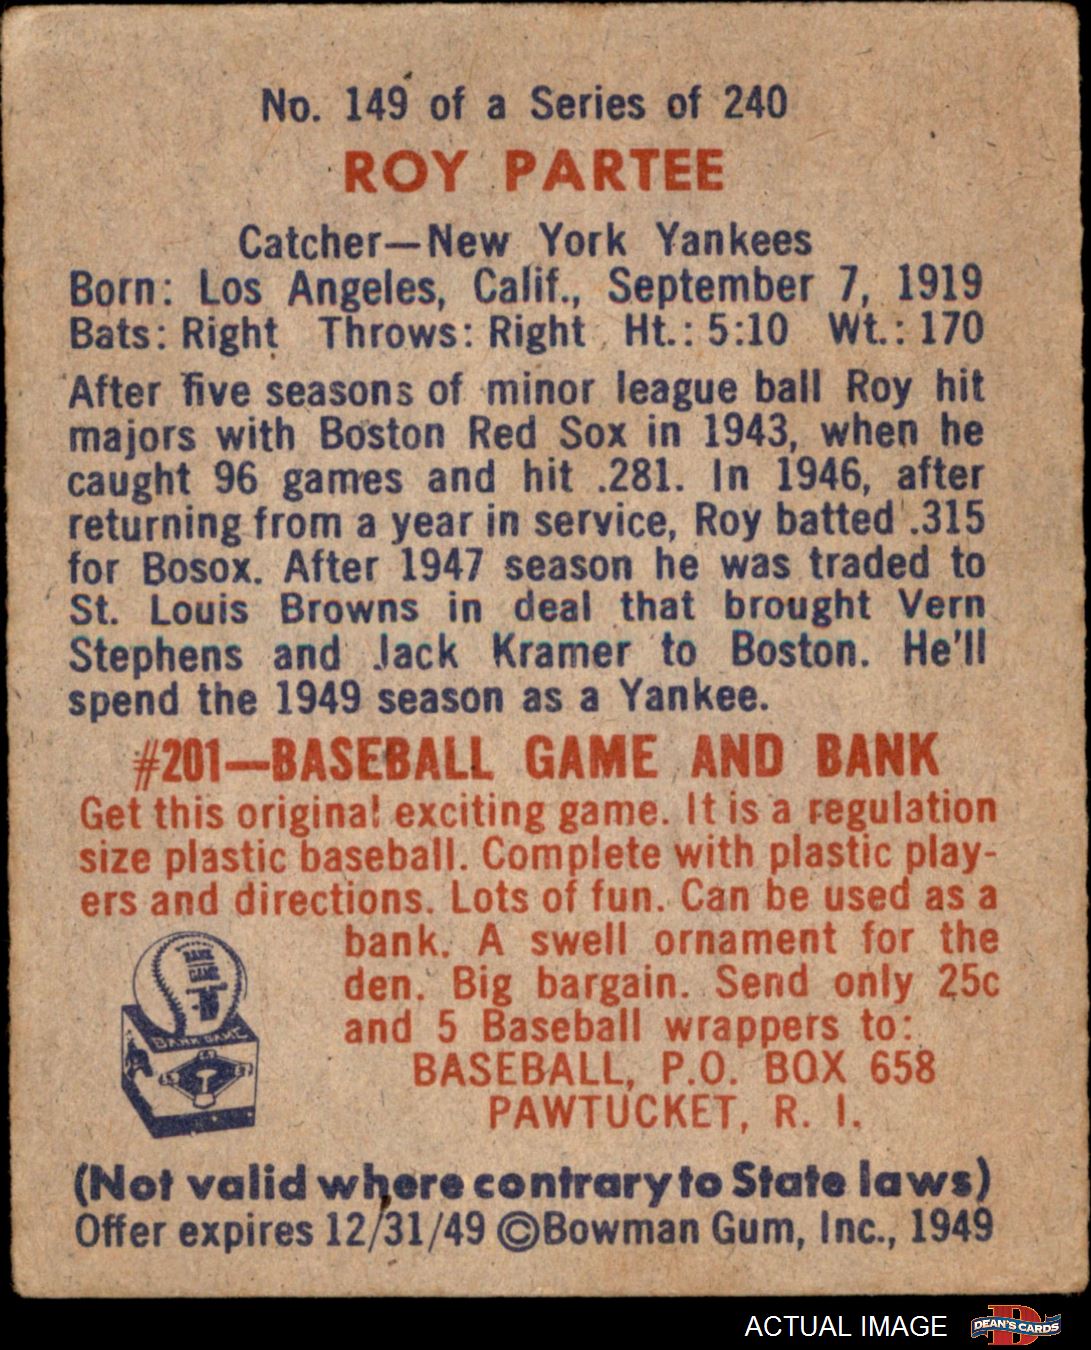 No. 149 of a Series of 240
ROY PARTEE
Catcher—New York Yankees
Born: Los Angeles, Calif., September 7, 1919
Bats: Right Throws: Right Ht.: 5:10 Wt.: 170
After five seasons of minor league ball Roy hit
majors with Boston Red Sox in 1943, when he
caught 96 games and hit .281. In 1946, after
returning from a year in service, Roy batted .315
for Bosox. After 1947 season he was traded to
St. Louis Browns in deal that brought Vern
Stephens and Jack Kramer to Boston. He'll
spend the 1949 season as a Yankee.
#201—BASEBALL GAME AND BANK
Get this original exciting game. It is a regulation
size plastic baseball. Complete with plastic play-
ers and directions. Lots of fun. Can be used as a
bank. A swell ornament for the
den. Big bargain. Send only 25c
and 5 Baseball wrappers to:
BASEBALL, P.O. BOX 658
PAWTUCKET, R. I.
BANK
GAME
BANK GAME
(Not valid where contrary to State laws)
Offer expires 12/31/49 ©Bowman Gum, Inc., 1949
ACTUAL IMAGE
D
DEAN'S CARDS